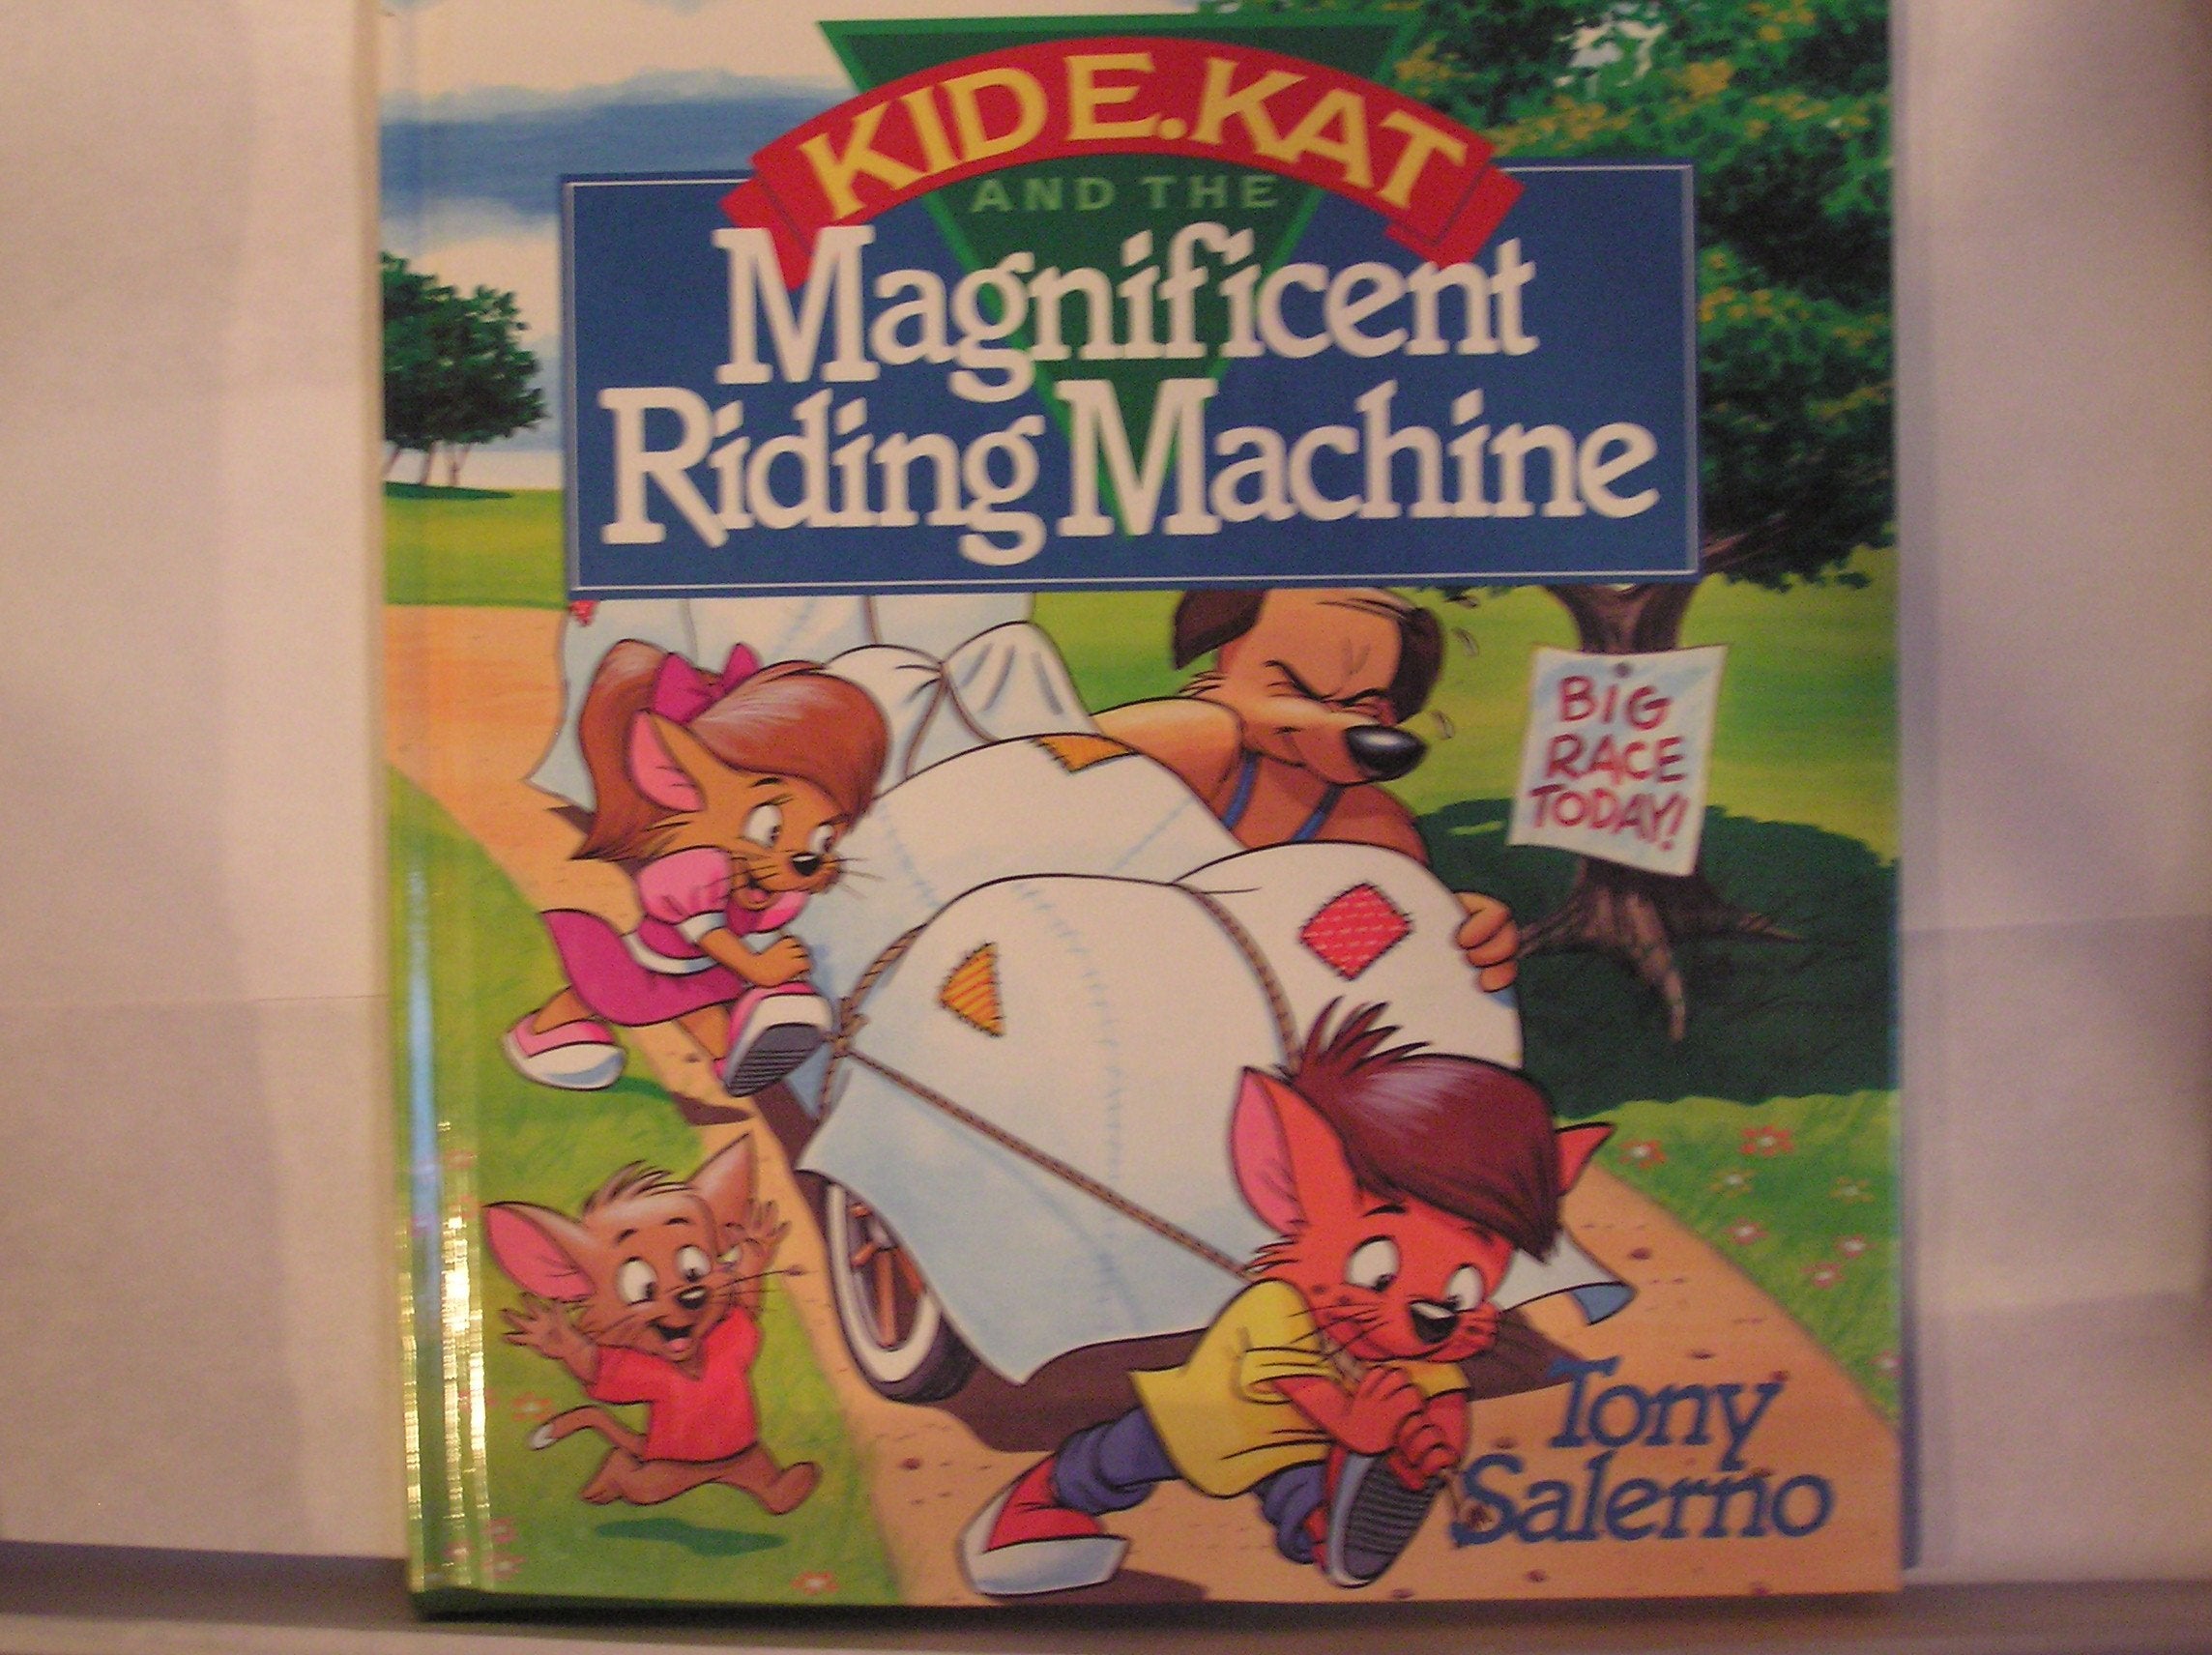 KID E. KAT
AND THE
Magnificent
Riding Machine
BIG
RACE
TODAY!
Tony
Salerno